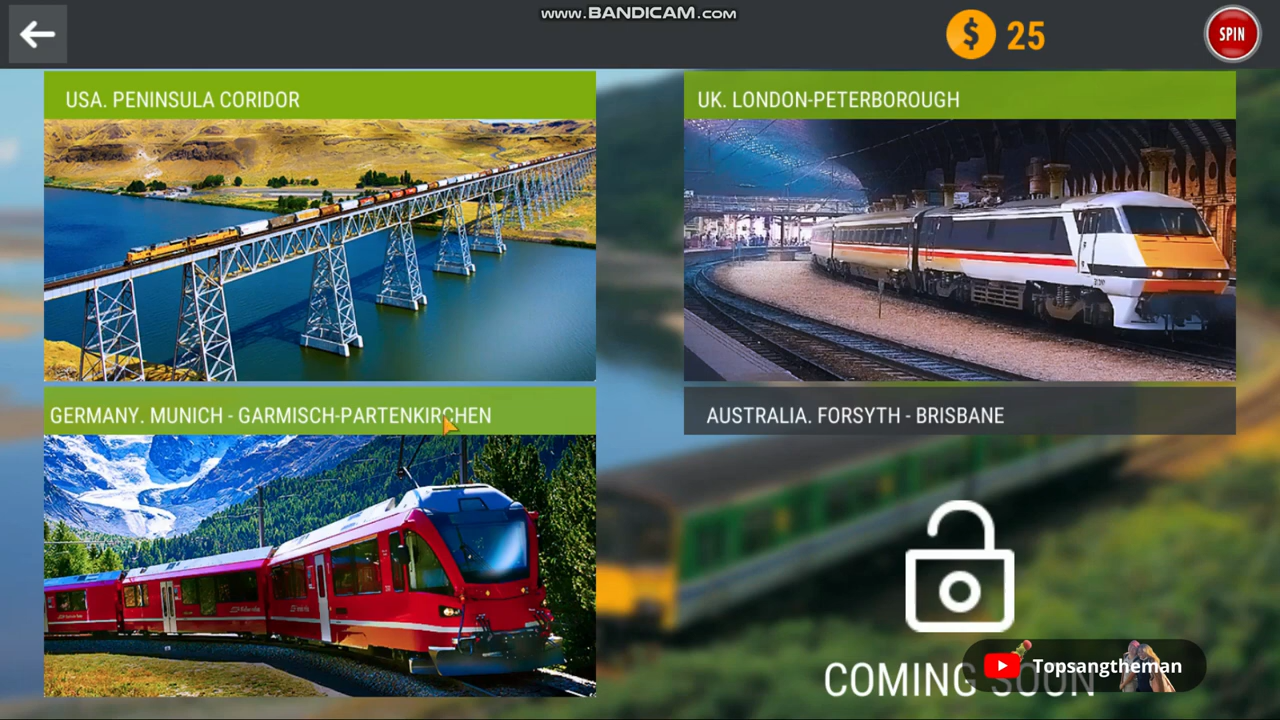 www.BANDICAM.com
$ 25
SPIN
USA. PENINSULA CORIDOR
UK. LONDON-PETERBOROUGH
GERMANY. MUNICH - GARMISCH-PARTENKIRCHEN
AUSTRALIA. FORSYTH - BRISBANE
COMING SOON
Topsangtheman